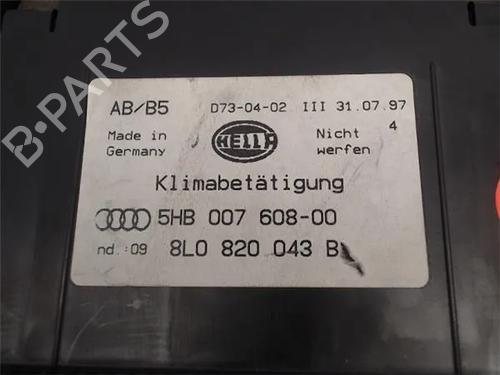 AB/B5 D73-04-02 III 31.07.97
Made in Germany
HELLA
Nicht werfen
4
Klimabetätigung
5HB 007 608-00
nd.:09 8L0 820 043 B
B-PARTS